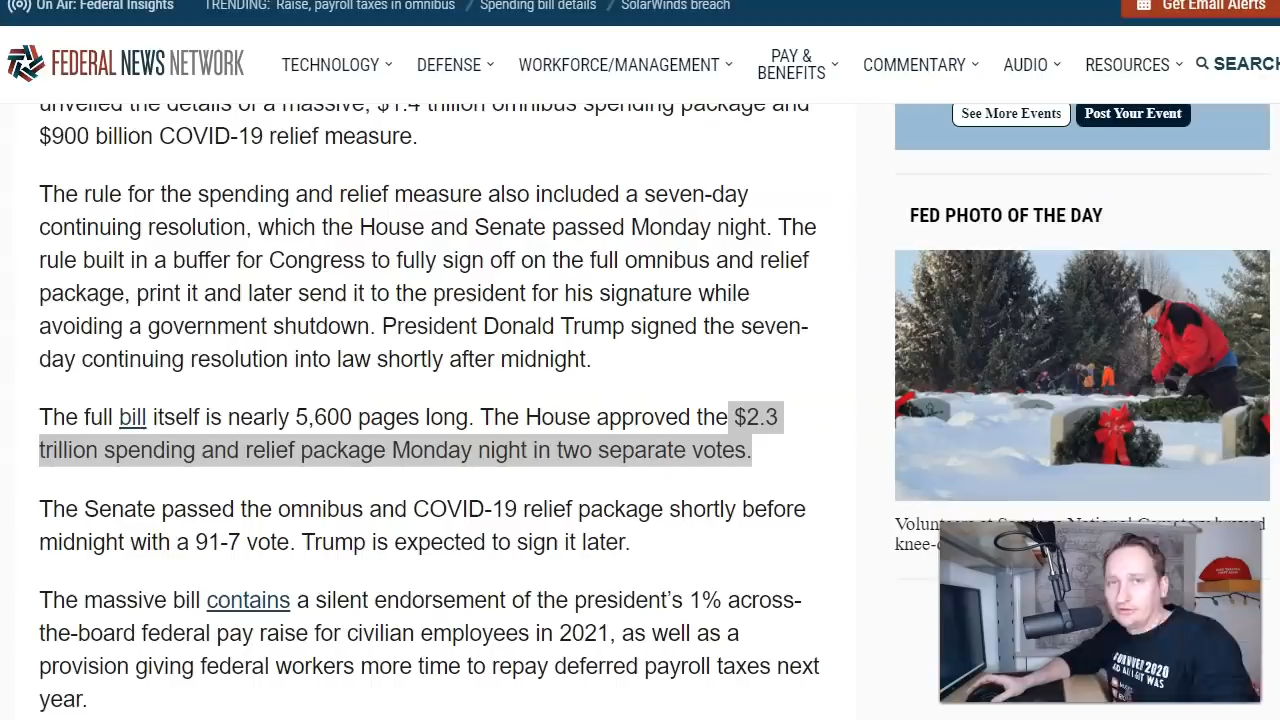 On Air: Federal Insights
TRENDING: Raise, payroll taxes in omnibus / Spending bill details / SolarWinds breach
Get Email Alerts
FEDERAL NEWS NETWORK
TECHNOLOGY
DEFENSE
WORKFORCE/MANAGEMENT
PAY &
BENEFITS
COMMENTARY
AUDIO
RESOURCES
SEARCH
unveiled the details of a massive, $1.4 trillion omnibus spending package and
$900 billion COVID-19 relief measure.
The rule for the spending and relief measure also included a seven-day
continuing resolution, which the House and Senate passed Monday night. The
rule built in a buffer for Congress to fully sign off on the full omnibus and relief
package, print it and later send it to the president for his signature while
avoiding a government shutdown. President Donald Trump signed the seven-
day continuing resolution into law shortly after midnight.
The full bill itself is nearly 5,600 pages long. The House approved the $2.3
trillion spending and relief package Monday night in two separate votes.
The Senate passed the omnibus and COVID-19 relief package shortly before
midnight with a 91-7 vote. Trump is expected to sign it later.
The massive bill contains a silent endorsement of the president's 1% across-
the-board federal pay raise for civilian employees in 2021, as well as a
provision giving federal workers more time to repay deferred payroll taxes next
year.
See More Events
Post Your Event
FED PHOTO OF THE DAY